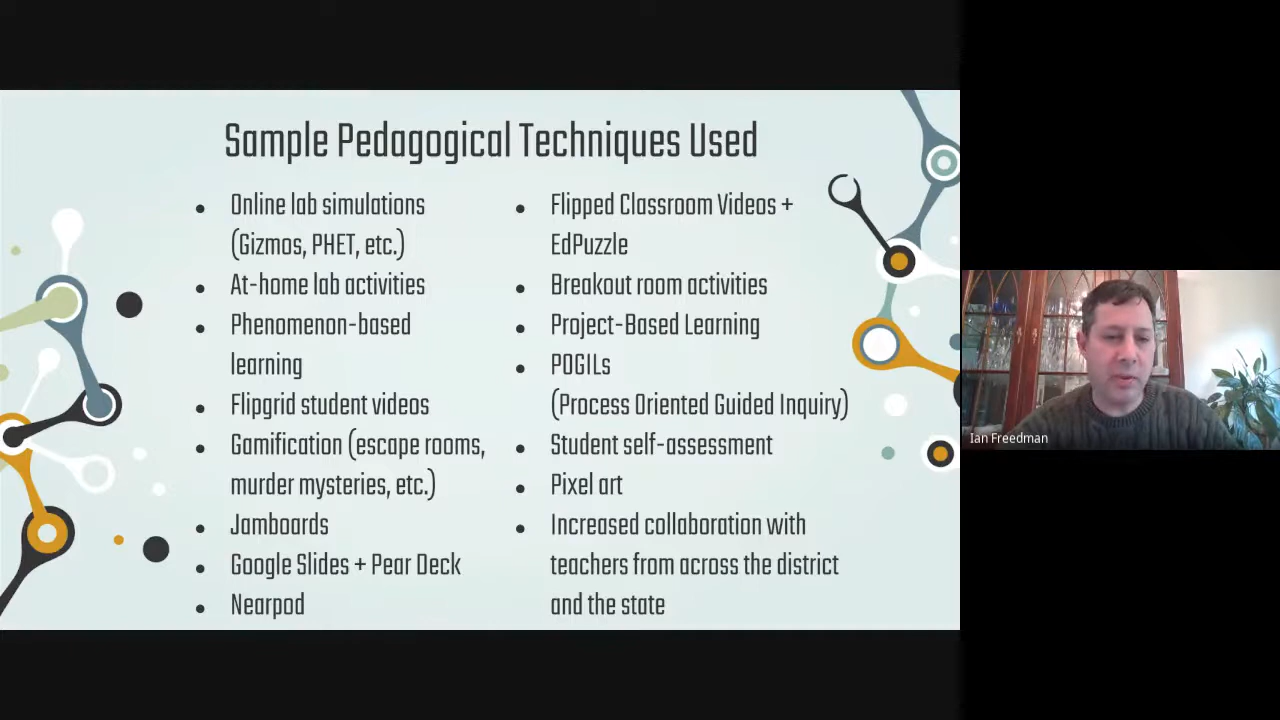 Sample Pedagogical Techniques Used
Online lab simulations
(Gizmos, PHET, etc.)
At-home lab activities
Phenomenon-based
learning
Flipgrid student videos
Gamification (escape rooms,
murder mysteries, etc.)
Jamboards
Google Slides + Pear Deck
Nearpod
Flipped Classroom Videos +
EdPuzzle
Breakout room activities
Project-Based Learning
POGILs
(Process Oriented Guided Inquiry)
Student self-assessment
Pixel art
Increased collaboration with
teachers from across the district
and the state
Ian Freedman